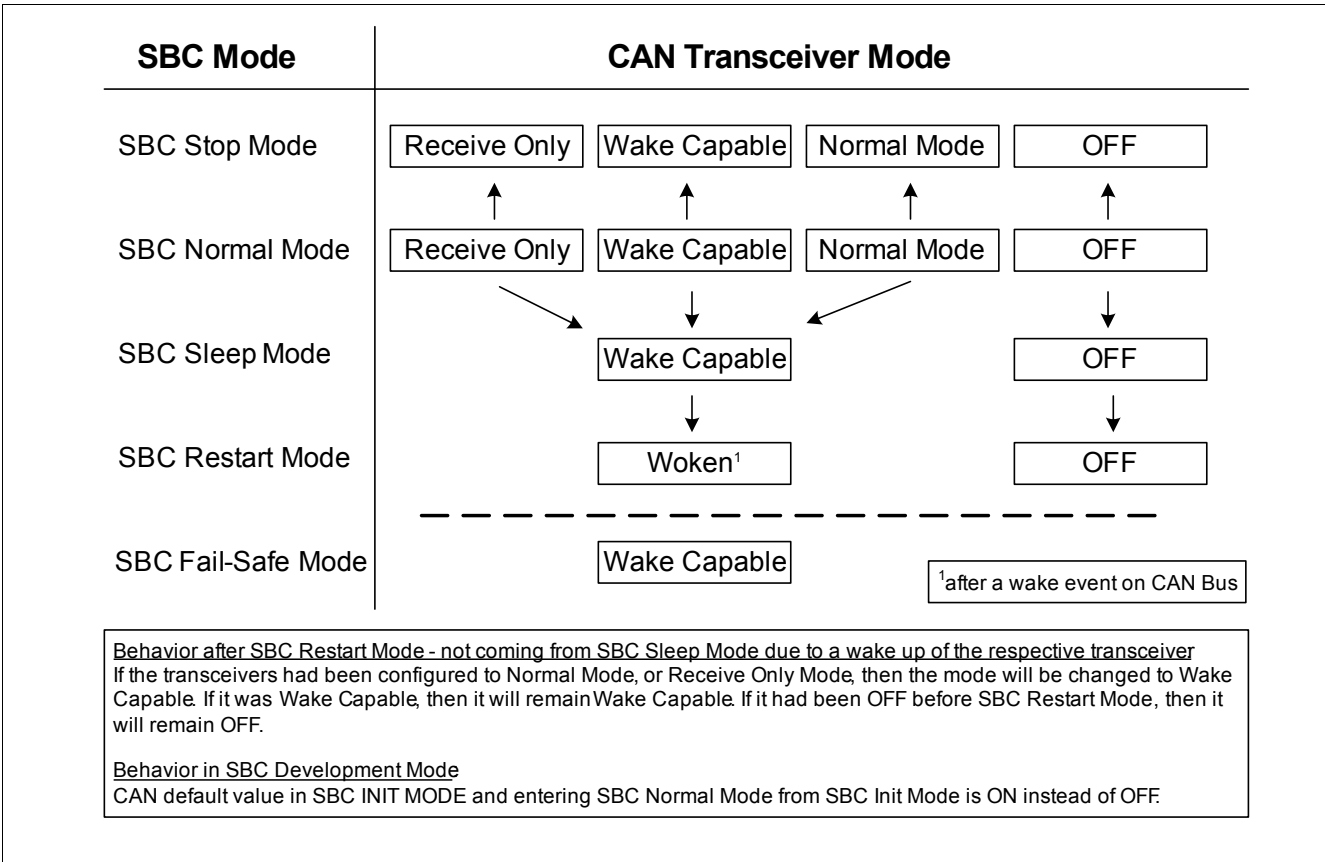 SBC Mode CAN Transceiver Mode
SBC Stop Mode Receive Only Wake Capable Normal Mode OFF
SBC Normal Mode Receive Only Wake Capable Normal Mode OFF
SBC Sleep Mode Wake Capable OFF
SBC Restart Mode Woken¹ OFF
SBC Fail-Safe Mode Wake Capable
¹after a wake event on CAN Bus
Behavior after SBC Restart Mode - not coming from SBC Sleep Mode due to a wake up of the respective transceiver
If the transceivers had been configured to Normal Mode, or Receive Only Mode, then the mode will be changed to Wake
Capable. If it was Wake Capable, then it will remain Wake Capable. If it had been OFF before SBC Restart Mode, then it
will remain OFF.
Behavior in SBC Development Mode
CAN default value in SBC INIT MODE and entering SBC Normal Mode from SBC Init Mode is ON instead of OFF.